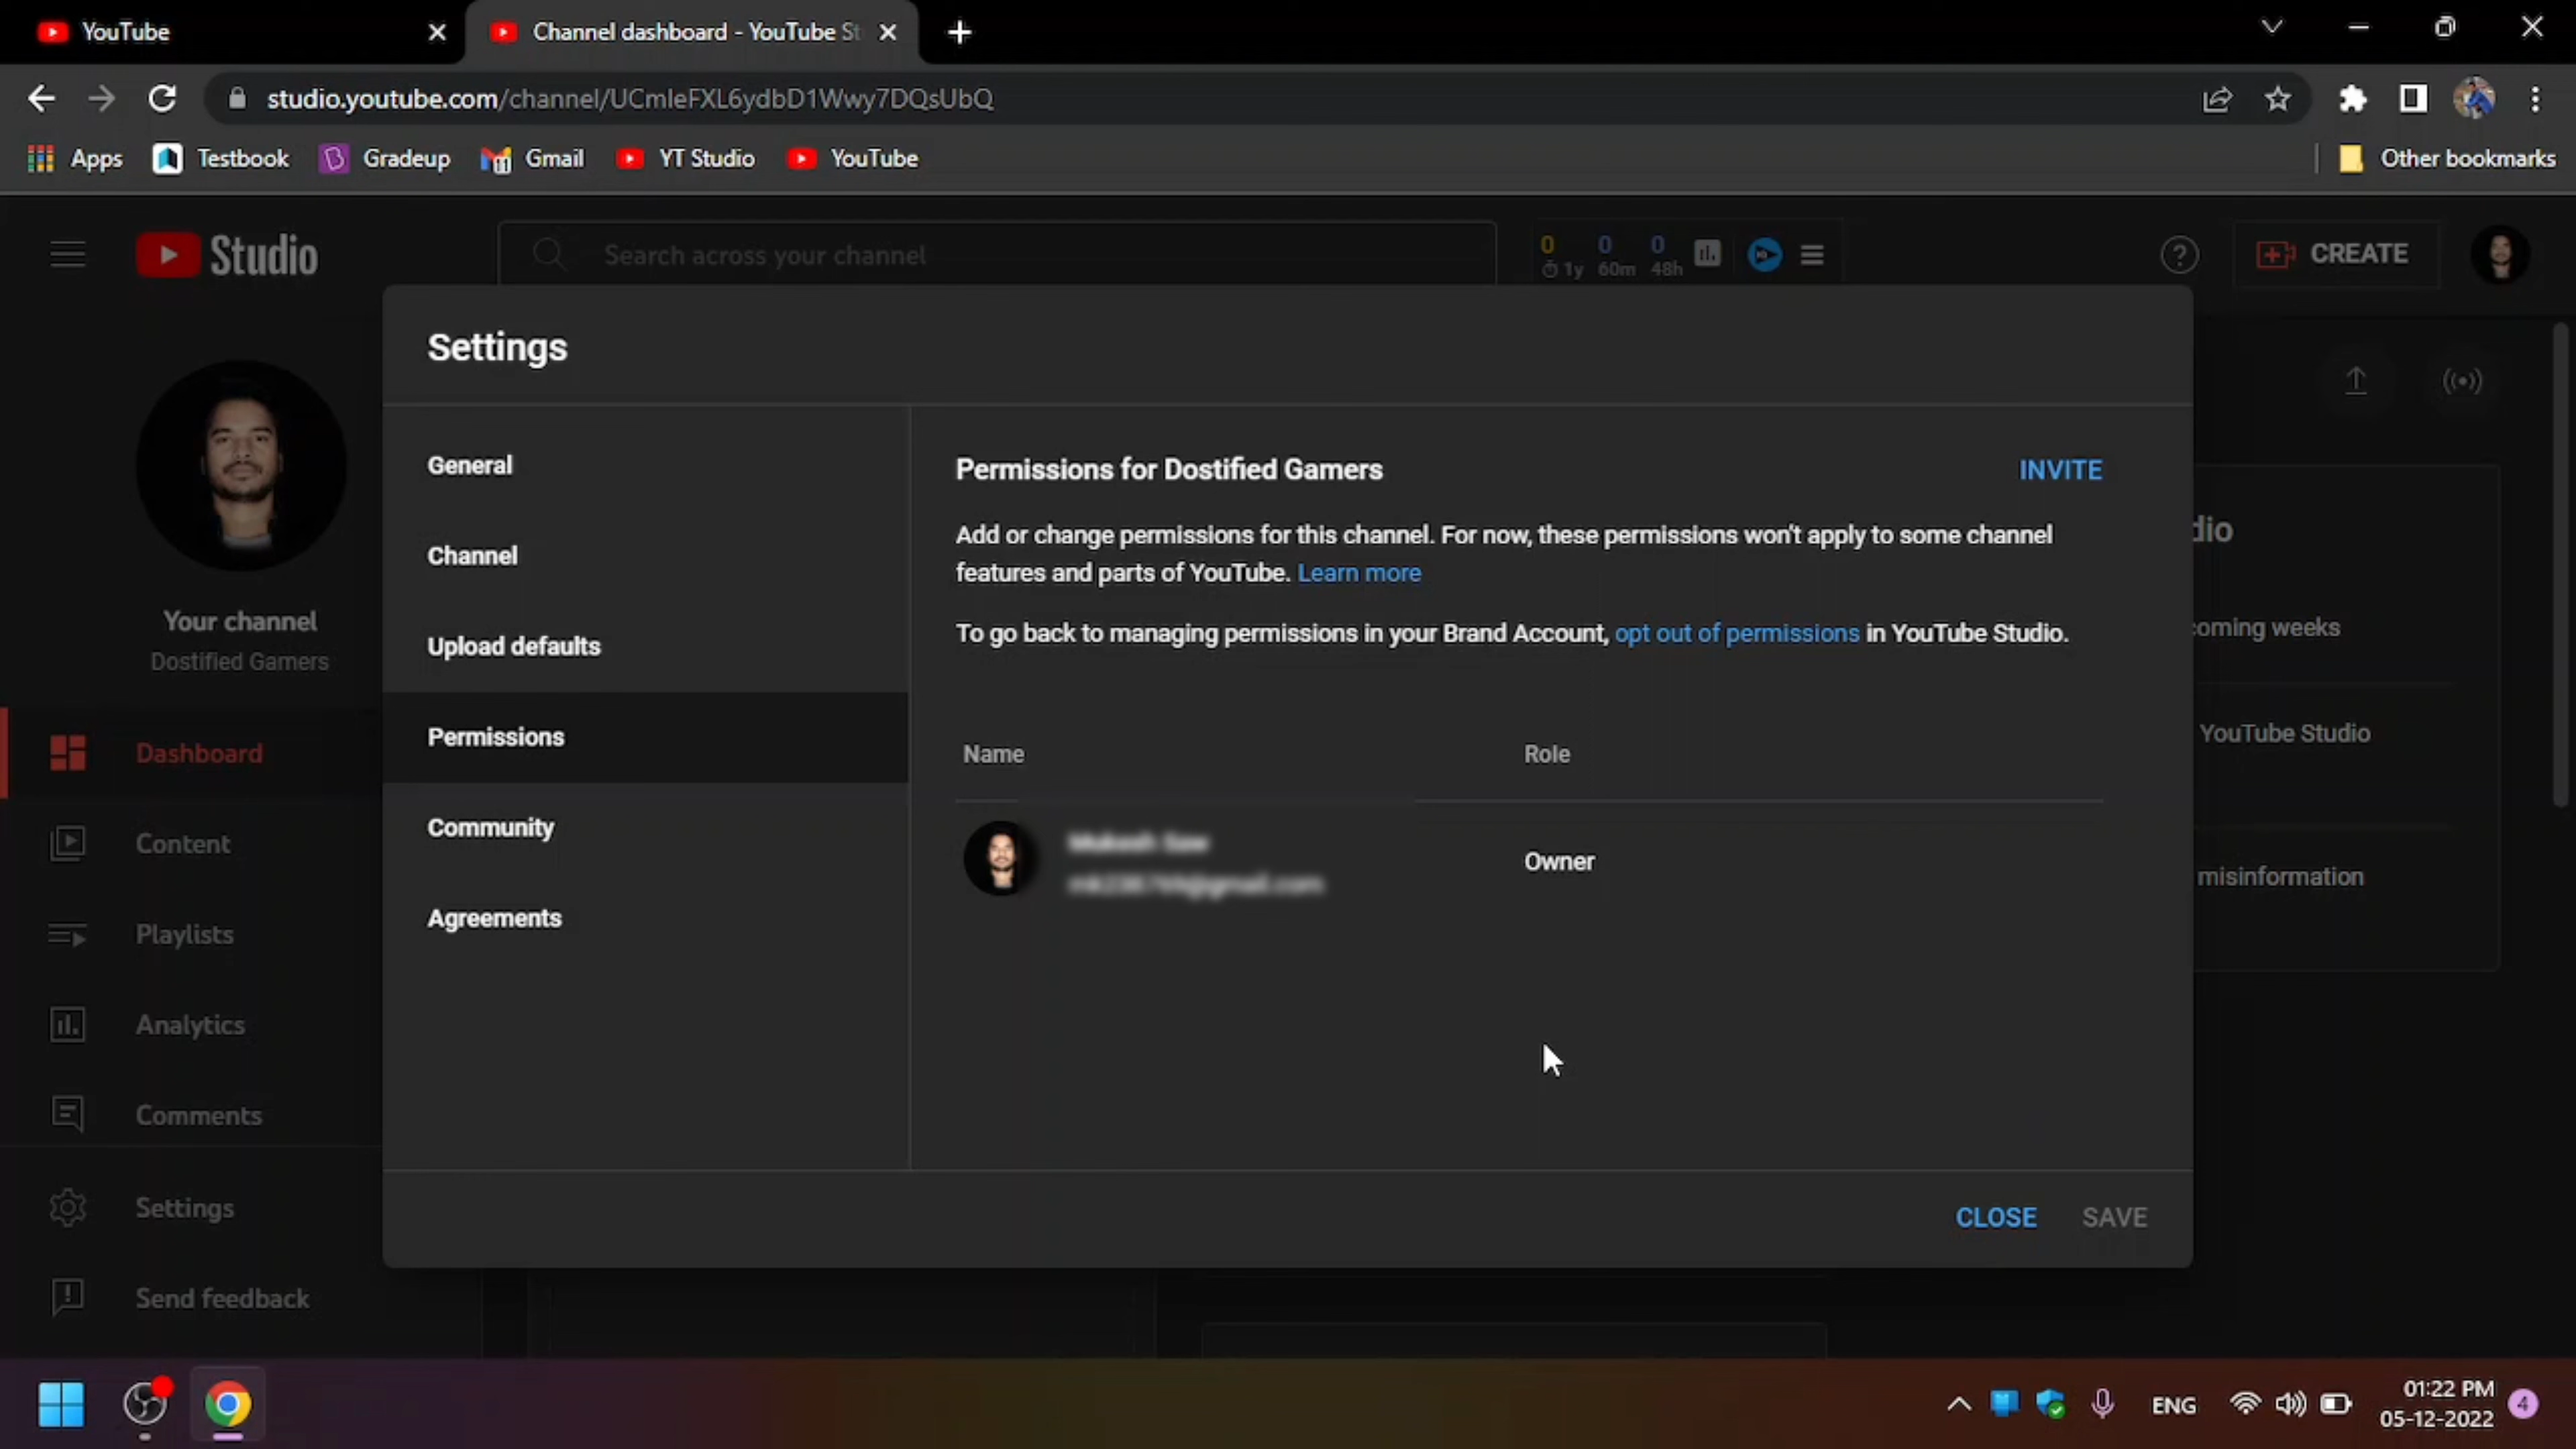 YouTube
Channel dashboard - YouTube St
studio.youtube.com/channel/UCmleFXL6ydbD1Wwy7DQsUbQ
Apps Testbook Gradeup Gmail YT Studio YouTube Other bookmarks
Studio
Search across your channel
0 0 0
1y 60m 48h
CREATE
Your channel
Dostified Gamers
Dashboard
Content
Playlists
Analytics
Comments
Settings
Send feedback
Settings
General
Channel
Upload defaults
Permissions
Community
Agreements
Permissions for Dostified Gamers
INVITE
Add or change permissions for this channel. For now, these permissions won't apply to some channel
features and parts of YouTube. Learn more
To go back to managing permissions in your Brand Account, opt out of permissions in YouTube Studio.
Name Role
Owner
CLOSE SAVE
dio
coming weeks
YouTube Studio
misinformation
ENG
01:22 PM
05-12-2022
4